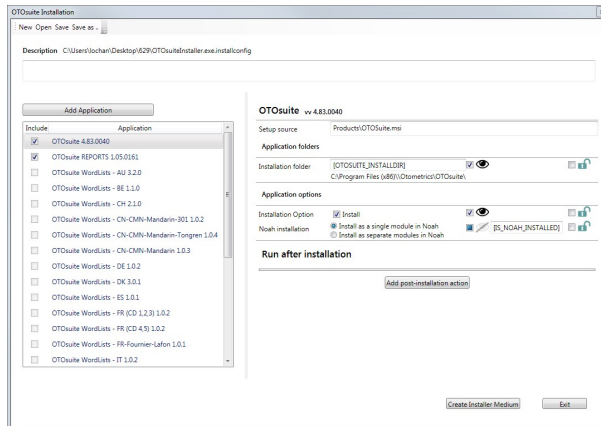 OTOsuite Installation
New Open Save Save as
Description C:\Users\lochan\Desktop\629\OTOsuiteInstaller.exe.installconfig
Add Application
Include Application
OTOsuite 4.83.0040
OTOsuite REPORTS 1.05.0161
OTOsuite WordLists - AU 3.2.0
OTOsuite WordLists - BE 1.1.0
OTOsuite WordLists - CH 2.1.0
OTOsuite WordLists - CN-CMN-Mandarin-301 1.0.2
OTOsuite WordLists - CN-CMN-Mandarin-Tongren 1.0.4
OTOsuite WordLists - CN-CMN-Mandarin 1.0.3
OTOsuite WordLists - DE 1.0.2
OTOsuite WordLists - DK 3.0.1
OTOsuite WordLists - ES 1.0.1
OTOsuite WordLists - FR (CD 1,2,3) 1.0.2
OTOsuite WordLists - FR (CD 4,5) 1.0.2
OTOsuite WordLists - FR-Fournier-Lafon 1.0.1
OTOsuite WordLists - IT 1.0.2
OTOsuite vv 4.83.0040
Setup source Products\OTOSuite.msi
Application folders
Installation folder [OTOSUITE_INSTALLDIR]
C:\Program Files (x86)\\Otometrics\OTOsuite\
Application options
Installation Option Install
Noah installation Install as a single module in Noah [IS_NOAH_INSTALLED]
Install as separate modules in Noah
Run after installation
Add post-installation action
Create Installer Medium Exit